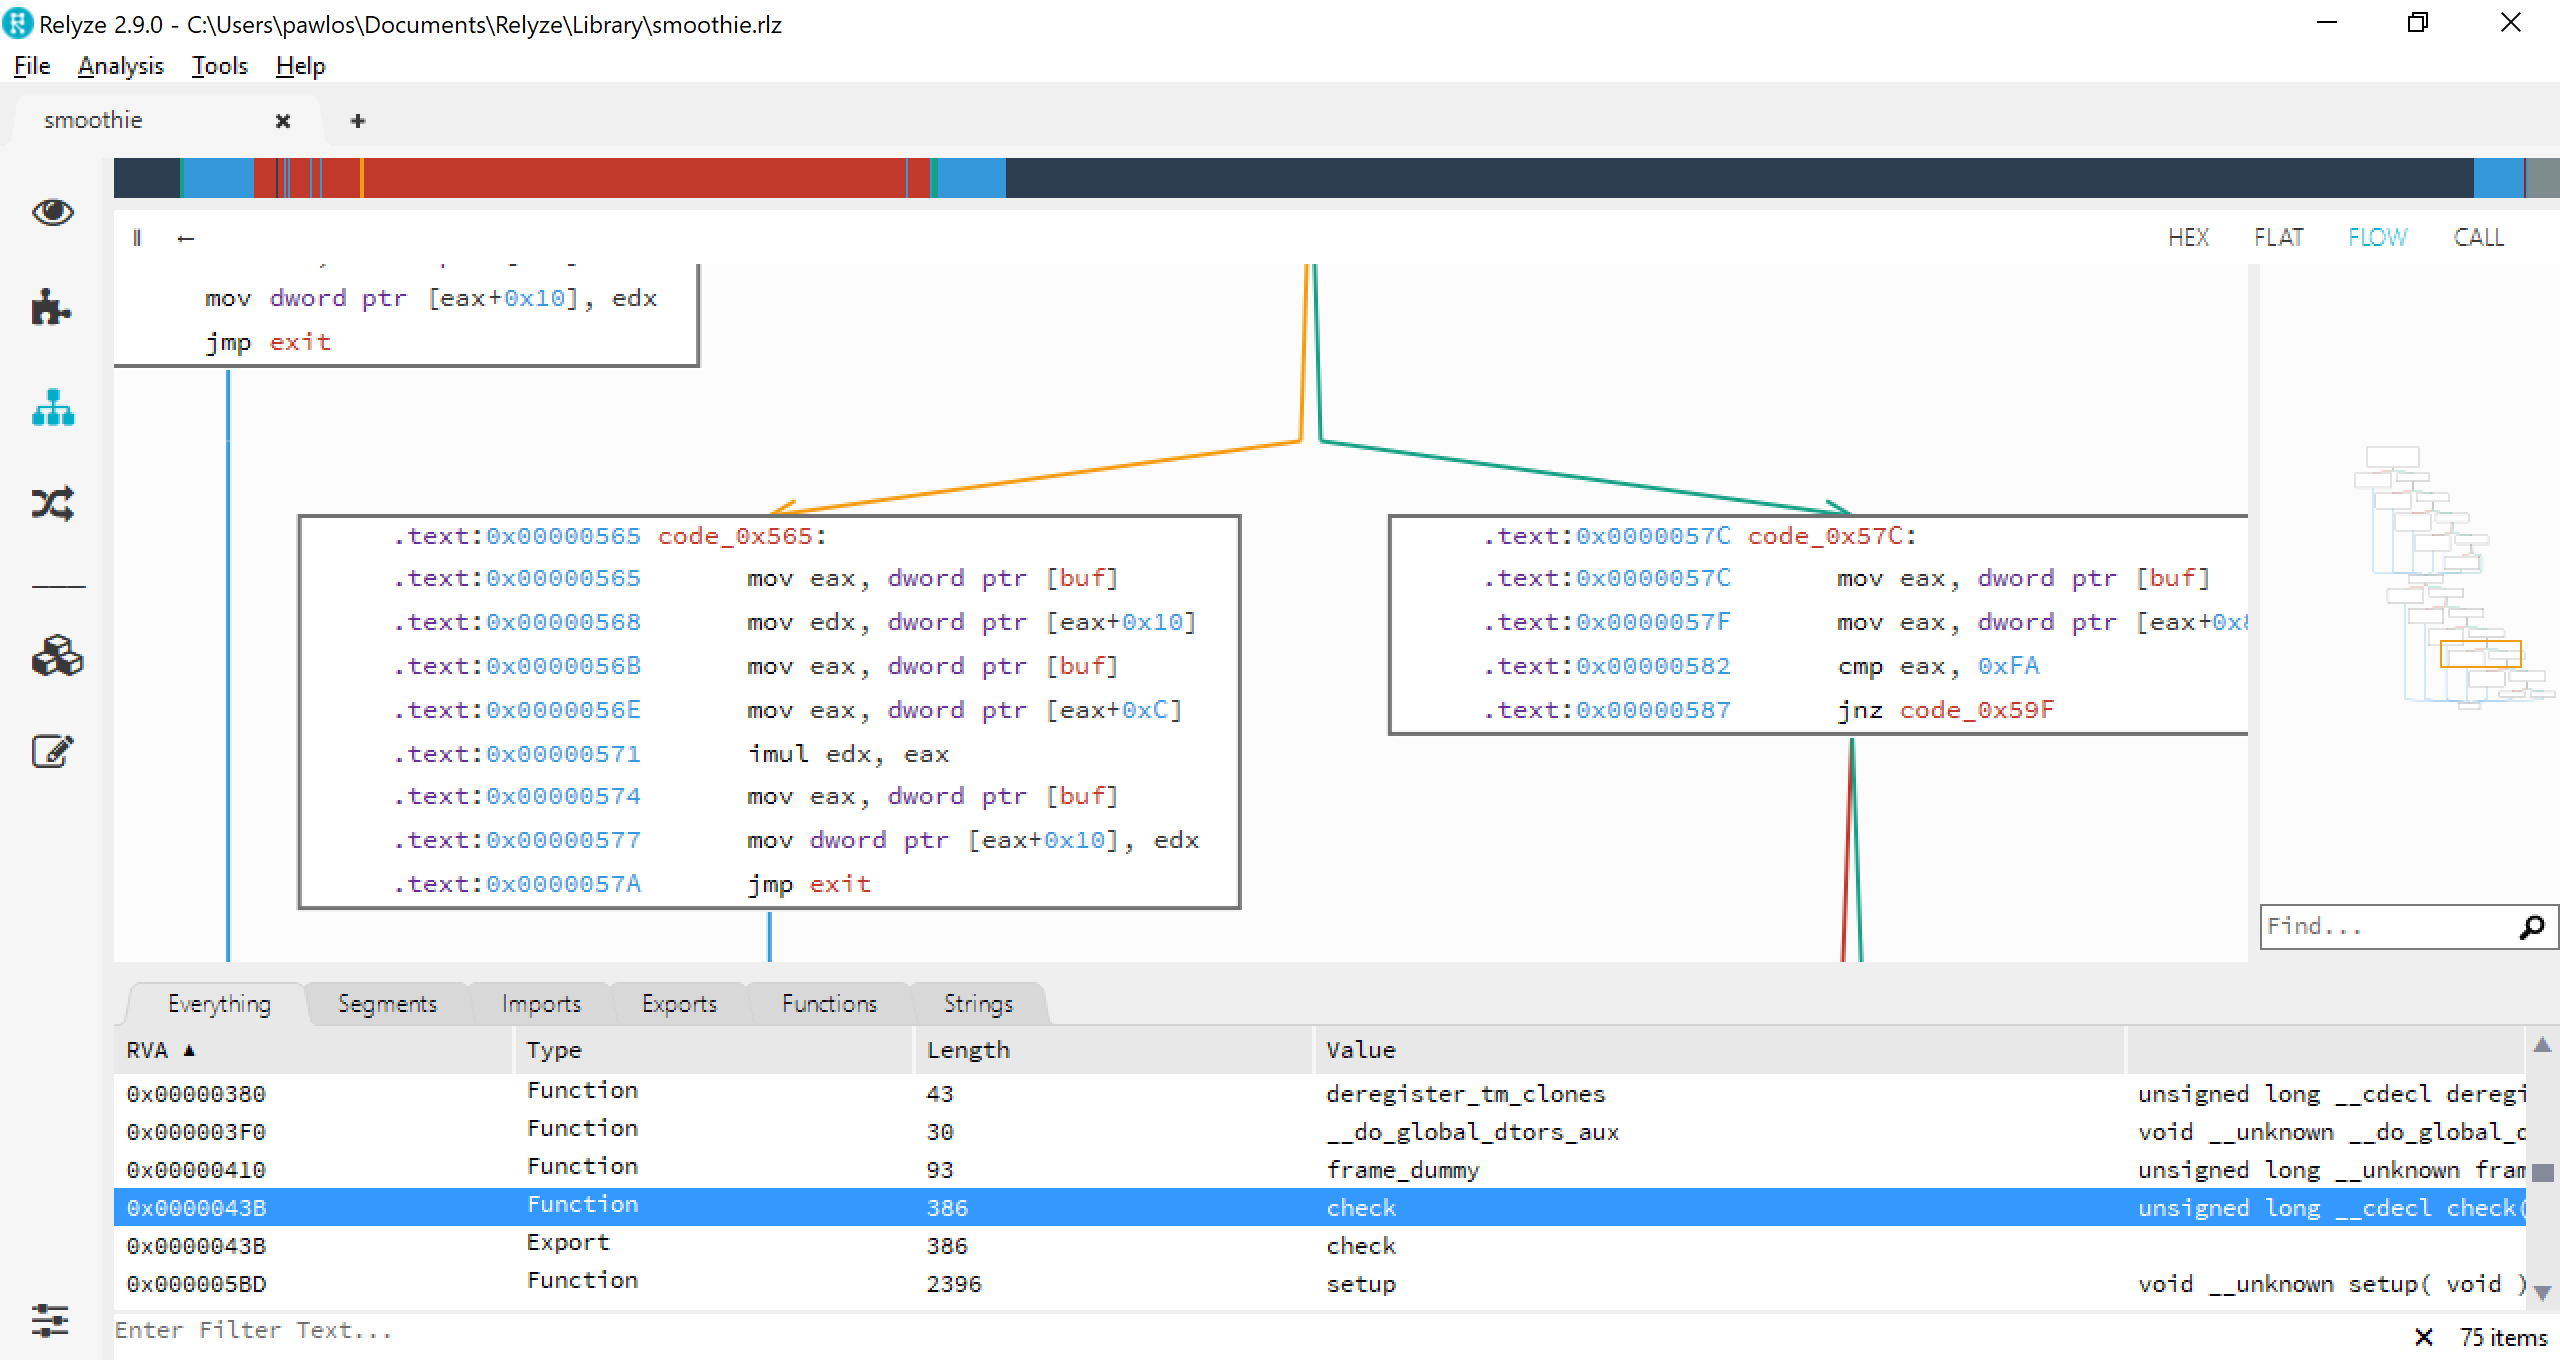 Relyze 2.9.0 - C:\Users\pawlos\Documents\Relyze\Library\smoothie.rlz
File Analysis Tools Help
smoothie
HEX FLAT FLOW CALL
mov dword ptr [eax+0x10], edx
jmp exit
.text:0x00000565 code_0x565:
.text:0x00000565 mov eax, dword ptr [buf]
.text:0x00000568 mov edx, dword ptr [eax+0x10]
.text:0x0000056B mov eax, dword ptr [buf]
.text:0x0000056E mov eax, dword ptr [eax+0xC]
.text:0x00000571 imul edx, eax
.text:0x00000574 mov eax, dword ptr [buf]
.text:0x00000577 mov dword ptr [eax+0x10], edx
.text:0x0000057A jmp exit
.text:0x0000057C code_0x57C:
.text:0x0000057C mov eax, dword ptr [buf]
.text:0x0000057F mov eax, dword ptr
.text:0x00000582 cmp eax, 0xFA
.text:0x00000587 jnz code_0x59F
Find...
Everything Segments Imports Exports Functions Strings
RVA ▲ Type Length Value
0x00000380 Function 43 deregister_tm_clones unsigned long __cdecl
0x000003F0 Function 30 __do_global_dtors_aux void __unknown
0x00000410 Function 93 frame_dummy unsigned long __unknown
0x0000043B Function 386 check unsigned long __cdecl check(
0x0000043B Export 386 check
0x000005BD Function 2396 setup void __unknown setup( void )
Enter Filter Text...
75 items